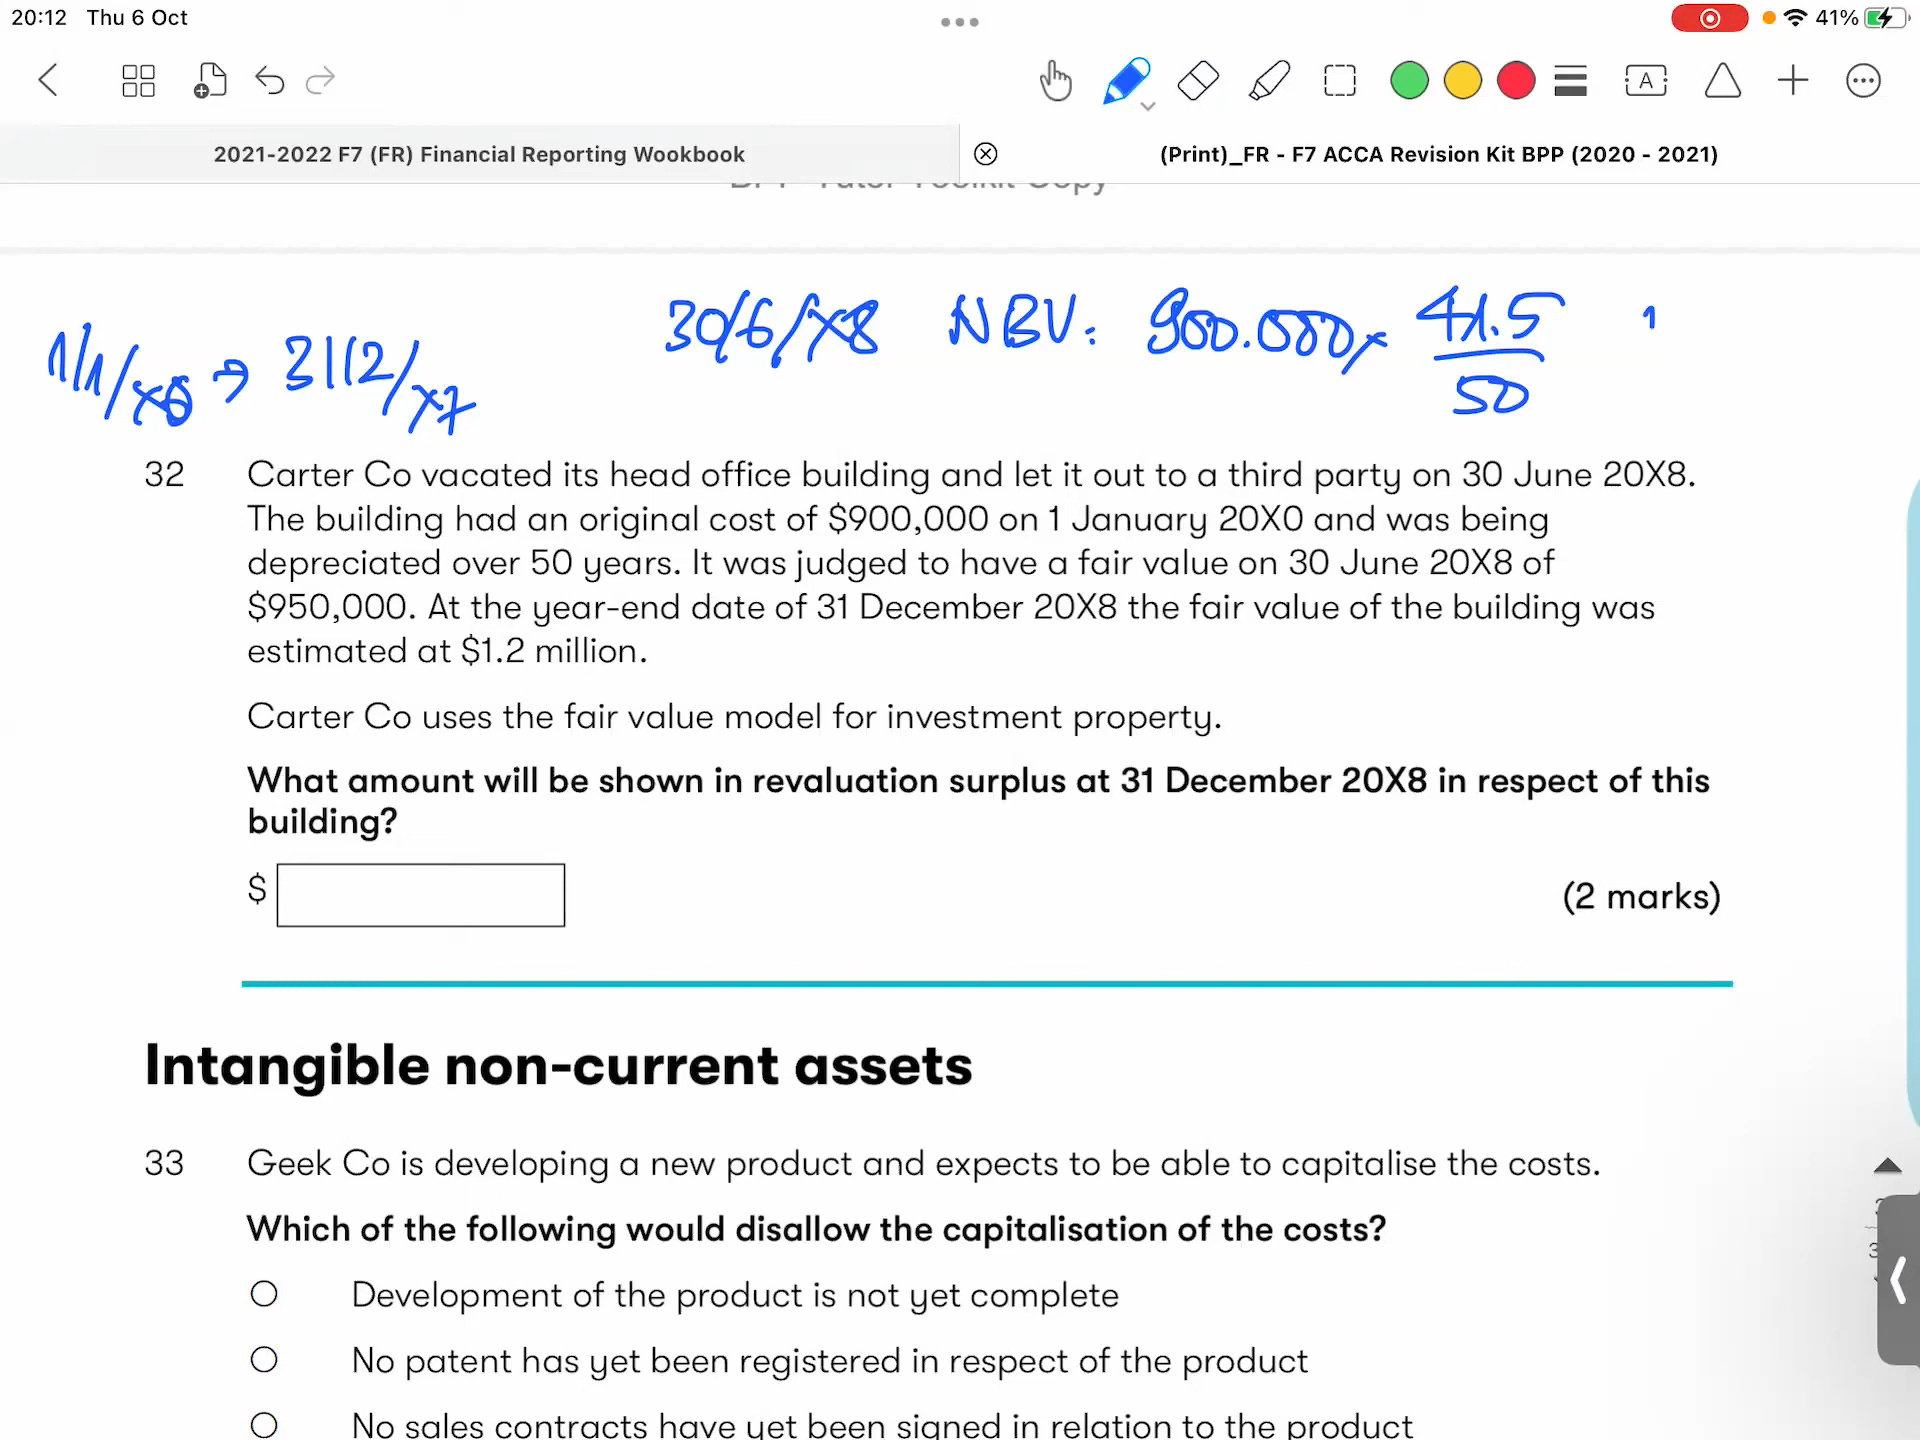 20:12 Thu 6 Oct
41%
2021-2022 F7 (FR) Financial Reporting Wookbook
(Print)_FR - F7 ACCA Revision Kit BPP (2020 - 2021)
BPP Tutor Toolkit Copy
30/6/X8 NBV: 900.000 x 41.5
50
1/1/X0 → 31/12/X7
32 Carter Co vacated its head office building and let it out to a third party on 30 June 20X8.
The building had an original cost of $900,000 on 1 January 20X0 and was being
depreciated over 50 years. It was judged to have a fair value on 30 June 20X8 of
$950,000. At the year-end date of 31 December 20X8 the fair value of the building was
estimated at $1.2 million.
Carter Co uses the fair value model for investment property.
What amount will be shown in revaluation surplus at 31 December 20X8 in respect of this
building?
$
(2 marks)
Intangible non-current assets
33 Geek Co is developing a new product and expects to be able to capitalise the costs.
Which of the following would disallow the capitalisation of the costs?
Development of the product is not yet complete
No patent has yet been registered in respect of the product
No sales contracts have yet been signed in relation to the product